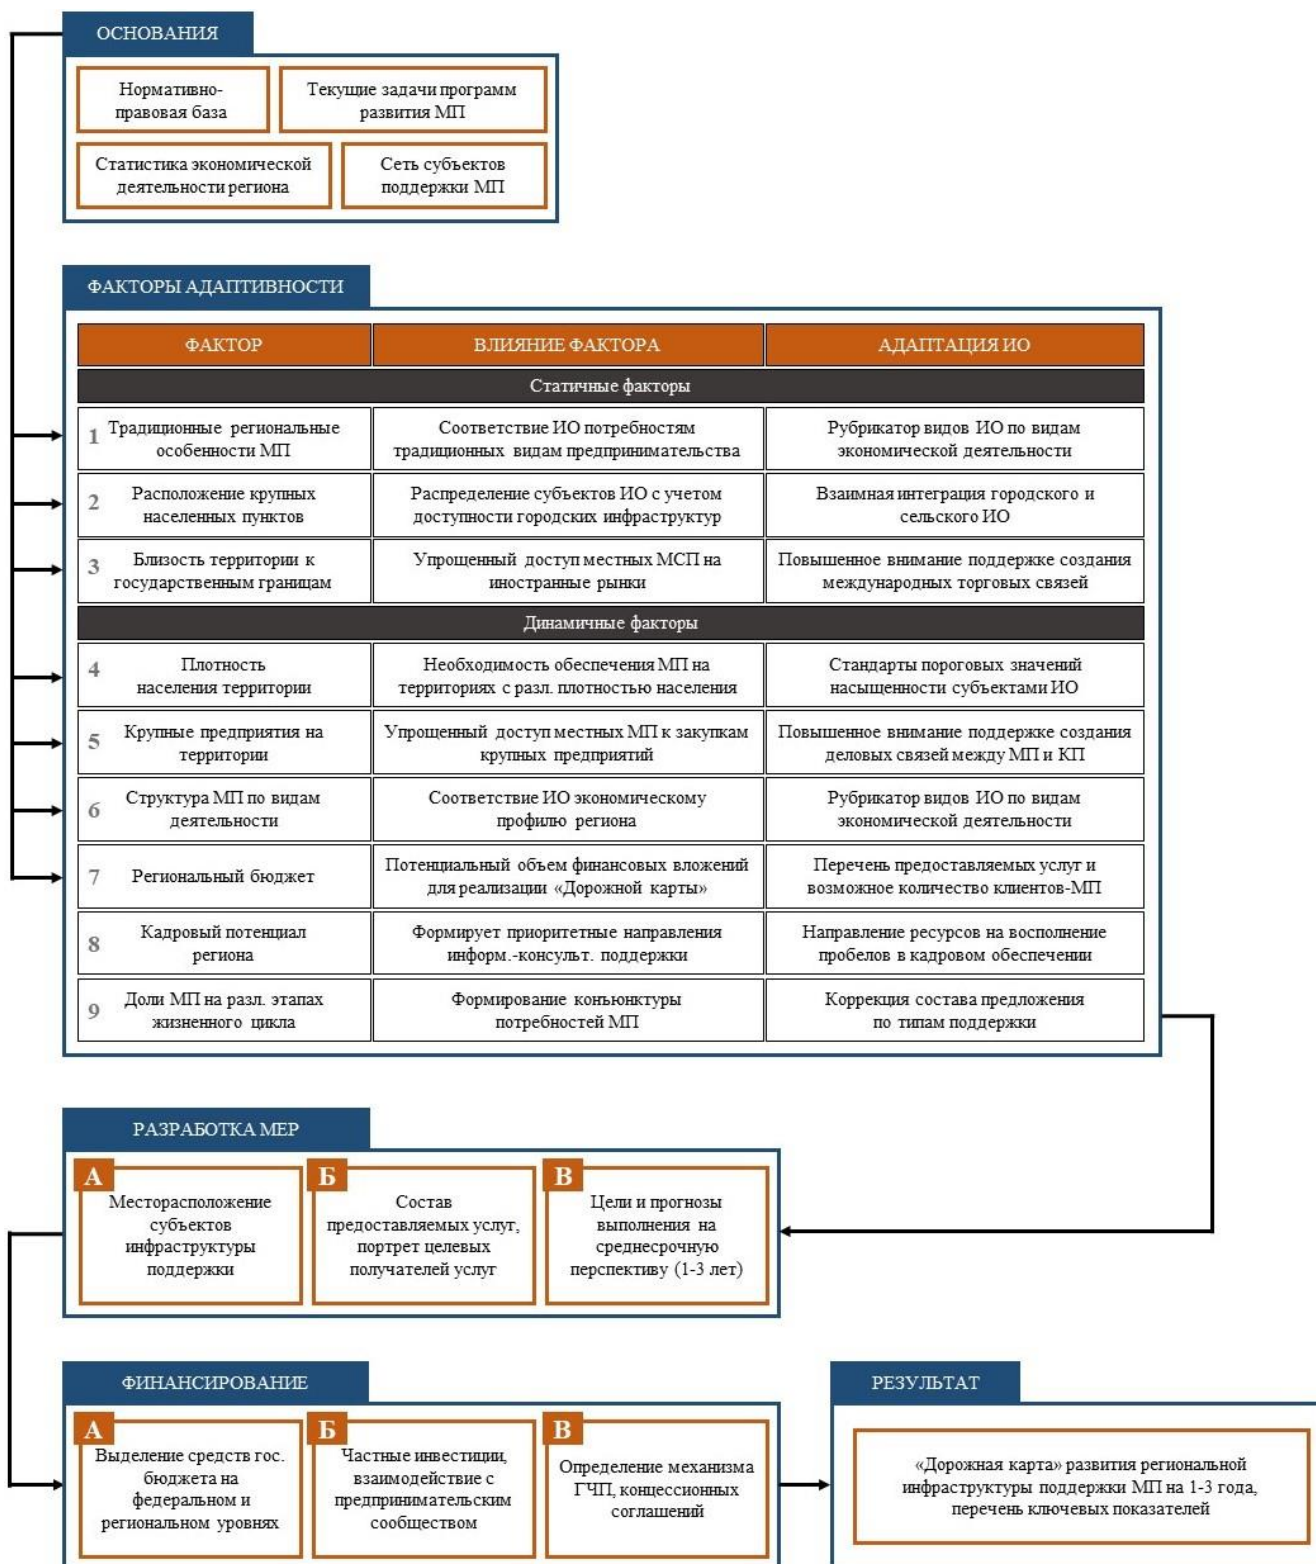 ОСНОВАНИЯ
Нормативно-
правовая база
Текущие задачи программ
развития МП
Статистика экономической
деятельности региона
Сеть субъектов
поддержки МП
ФАКТОРЫ АДАПТИВНОСТИ
ФАКТОР
ВЛИЯНИЕ ФАКТОРА
АДАПТАЦИЯ ИО
Статичные факторы
1
Традиционные региональные
особенности МП
Соответствие ИО потребностям
традиционных видам предпринимательства
Рубрикатор видов ИО по видам
экономической деятельности
2
Расположение крупных
населенных пунктов
Распределение субъектов ИО с учетом
доступности городских инфраструктур
Взаимная интеграция городского и
сельского ИО
3
Близость территории к
государственным границам
Упрощенный доступ местных МСП на
иностранные рынки
Повышенное внимание поддержке создания
международных торговых связей
Динамичные факторы
4
Плотность
населения территории
Необходимость обеспечения МП на
территориях с разл. плотностью населения
Стандарты пороговых значений
насыщенности субъектами ИО
5
Крупные предприятия на
территории
Упрощенный доступ местных МП к закупкам
крупных предприятий
Повышенное внимание поддержке создания
деловых связей между МП и КП
6
Структура МП по видам
деятельности
Соответствие ИО экономическому
профилю региона
Рубрикатор видов ИО по видам
экономической деятельности
7
Региональный бюджет
Потенциальный объем финансовых вложений
для реализации «Дорожной карты»
Перечень предоставляемых услуг и
возможное количество клиентов-МП
8
Кадровый потенциал
региона
Формирует приоритетные направления
информ.-консульт. поддержки
Направление ресурсов на восполнение
пробелов в кадровом обеспечении
9
Доли МП на разл. этапах
жизненного цикла
Формирование конъюнктуры
потребностей МП
Коррекция состава предложения
по типам поддержки
РАЗРАБОТКА МЕР
А
Месторасположение
субъектов
инфраструктуры
поддержки
Б
Состав
предоставляемых услуг,
портрет целевых
получателей услуг
В
Цели и прогнозы
выполнения на
среднесрочную
перспективу (1-3 лет)
ФИНАНСИРОВАНИЕ
А
Выделение средств гос.
бюджета на
федеральном и
региональном уровнях
Б
Частные инвестиции,
взаимодействие с
предпринимательским
сообществом
В
Определение механизма
ГЧП, концессионных
соглашений
РЕЗУЛЬТАТ
«Дорожная карта» развития региональной
инфраструктуры поддержки МП на 1-3 года,
перечень ключевых показателей